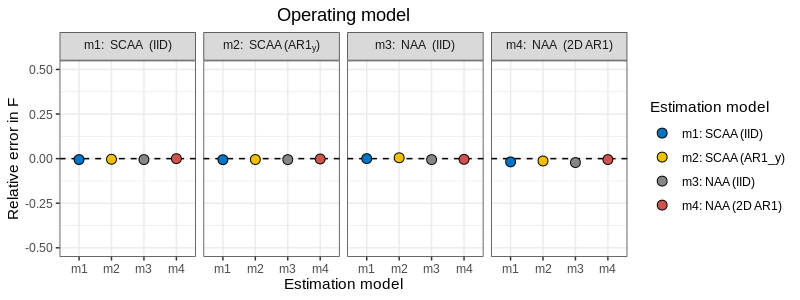 Operating model
m1: SCAA (IID)
m2: SCAA (AR1y)
m3: NAA (IID)
m4: NAA (2D AR1)
Relative error in F
0.50
0.25
0.00
-0.25
-0.50
m1 m2 m3 m4
m1 m2 m3 m4
m1 m2 m3 m4
m1 m2 m3 m4
Estimation model
Estimation model
m1: SCAA (IID)
m2: SCAA (AR1_y)
m3: NAA (IID)
m4: NAA (2D AR1)